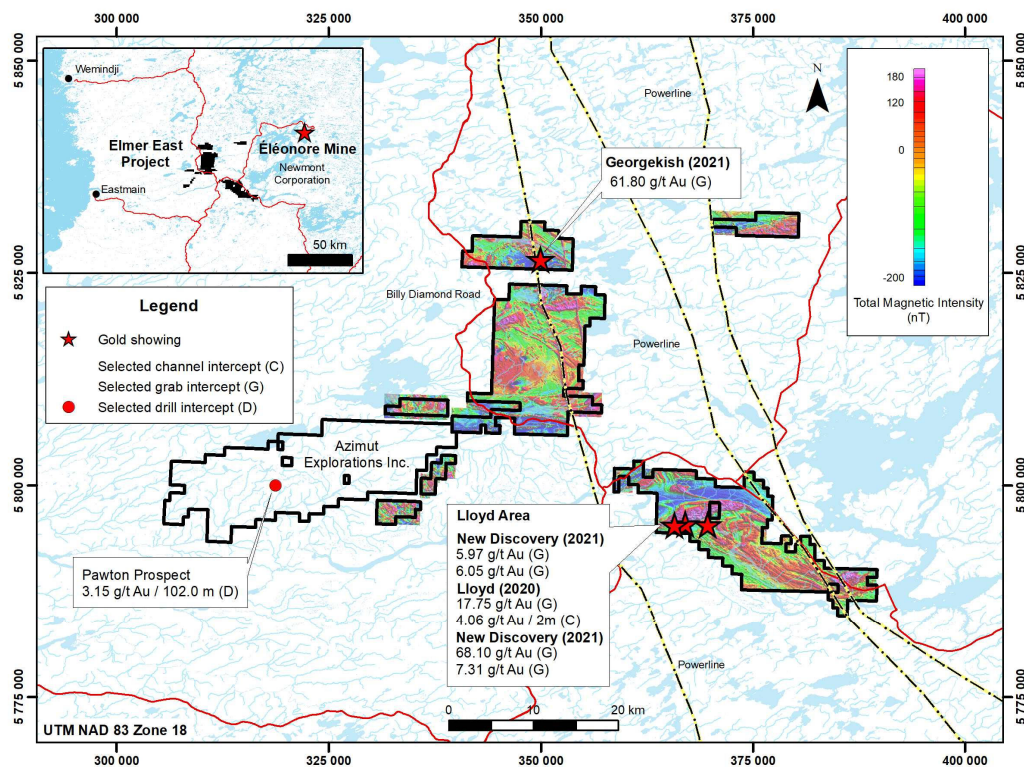 300 000
325 000
350 000
375 000
400 000
5 850 000
5 825 000
5 800 000
5 775 000
Wemindji
Elmer East
Project
Éléonore Mine
Newmont
Corporation
Eastmain
50 km
Legend
Gold showing
Selected channel intercept (C)
Selected grab intercept (G)
Selected drill intercept (D)
Powerline
N
180
120
0
-200
Total Magnetic Intensity
(nT)
Georgekish (2021)
61.80 g/t Au (G)
Billy Diamond Road
Powerline
Azimut
Explorations Inc.
Pawton Prospect
3.15 g/t Au / 102.0 m (D)
Lloyd Area
New Discovery (2021)
5.97 g/t Au (G)
6.05 g/t Au (G)
Lloyd (2020)
17.75 g/t Au (G)
4.06 g/t Au / 2m (C)
New Discovery (2021)
68.10 g/t Au (G)
7.31 g/t Au (G)
Powerline
0
10
20 km
UTM NAD 83 Zone 18
5 850 000
5 825 000
5 800 000
5 775 000
300 000
325 000
350 000
375 000
400 000